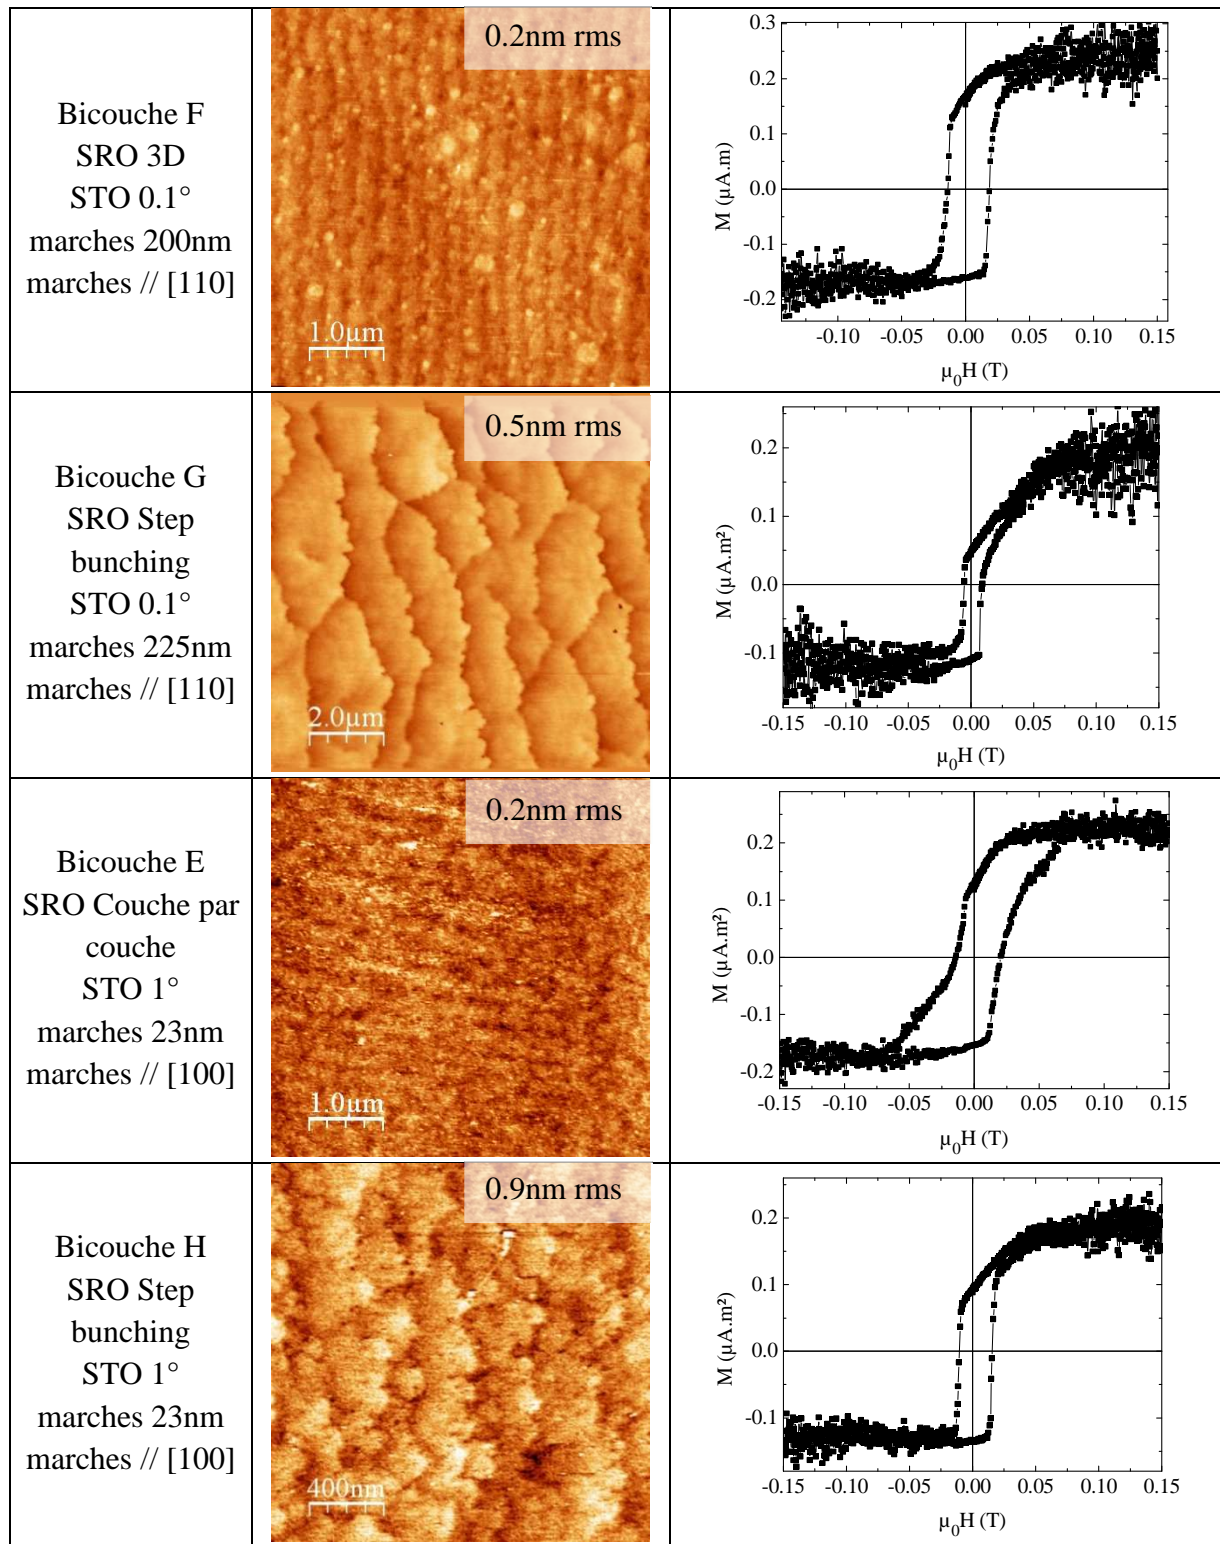 Bicouche F
SRO 3D
STO 0.1°
marches 200nm
marches // [110]
0.2nm rms
1.0µm
0.3
0.2
0.1
0.0
-0.1
-0.2
M (µA.m)
-0.10 -0.05 0.00 0.05 0.10 0.15
µ₀H (T)
Bicouche G
SRO Step
bunching
STO 0.1°
marches 225nm
marches // [110]
0.5nm rms
2.0µm
0.2
0.1
0.0
-0.1
M (µA.m²)
-0.15 -0.10 -0.05 0.00 0.05 0.10 0.15
µ₀H (T)
Bicouche E
SRO Couche par
couche
STO 1°
marches 23nm
marches // [100]
0.2nm rms
1.0µm
0.2
0.1
0.0
-0.1
-0.2
M (µA.m²)
-0.15 -0.10 -0.05 0.00 0.05 0.10 0.15
µ₀H (T)
Bicouche H
SRO Step
bunching
STO 1°
marches 23nm
marches // [100]
0.9nm rms
400nm
0.2
0.1
0.0
-0.1
M (µA.m²)
-0.15 -0.10 -0.05 0.00 0.05 0.10 0.15
µ₀H (T)